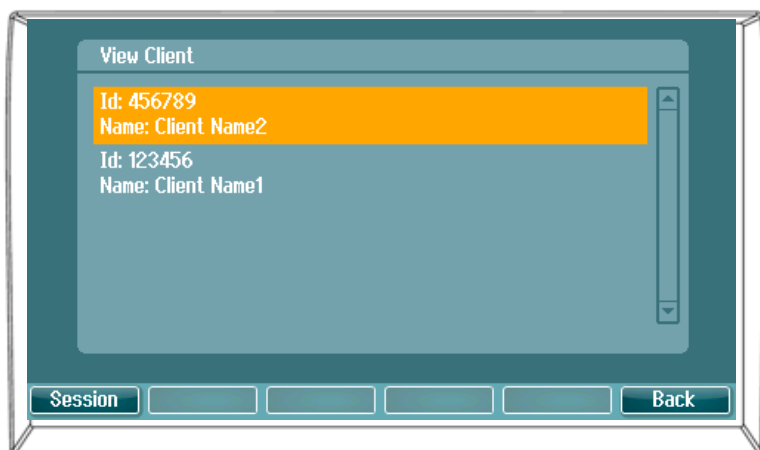 View Client
Id: 456789
Name: Client Name2
Id: 123456
Name: Client Name1
Session
Back